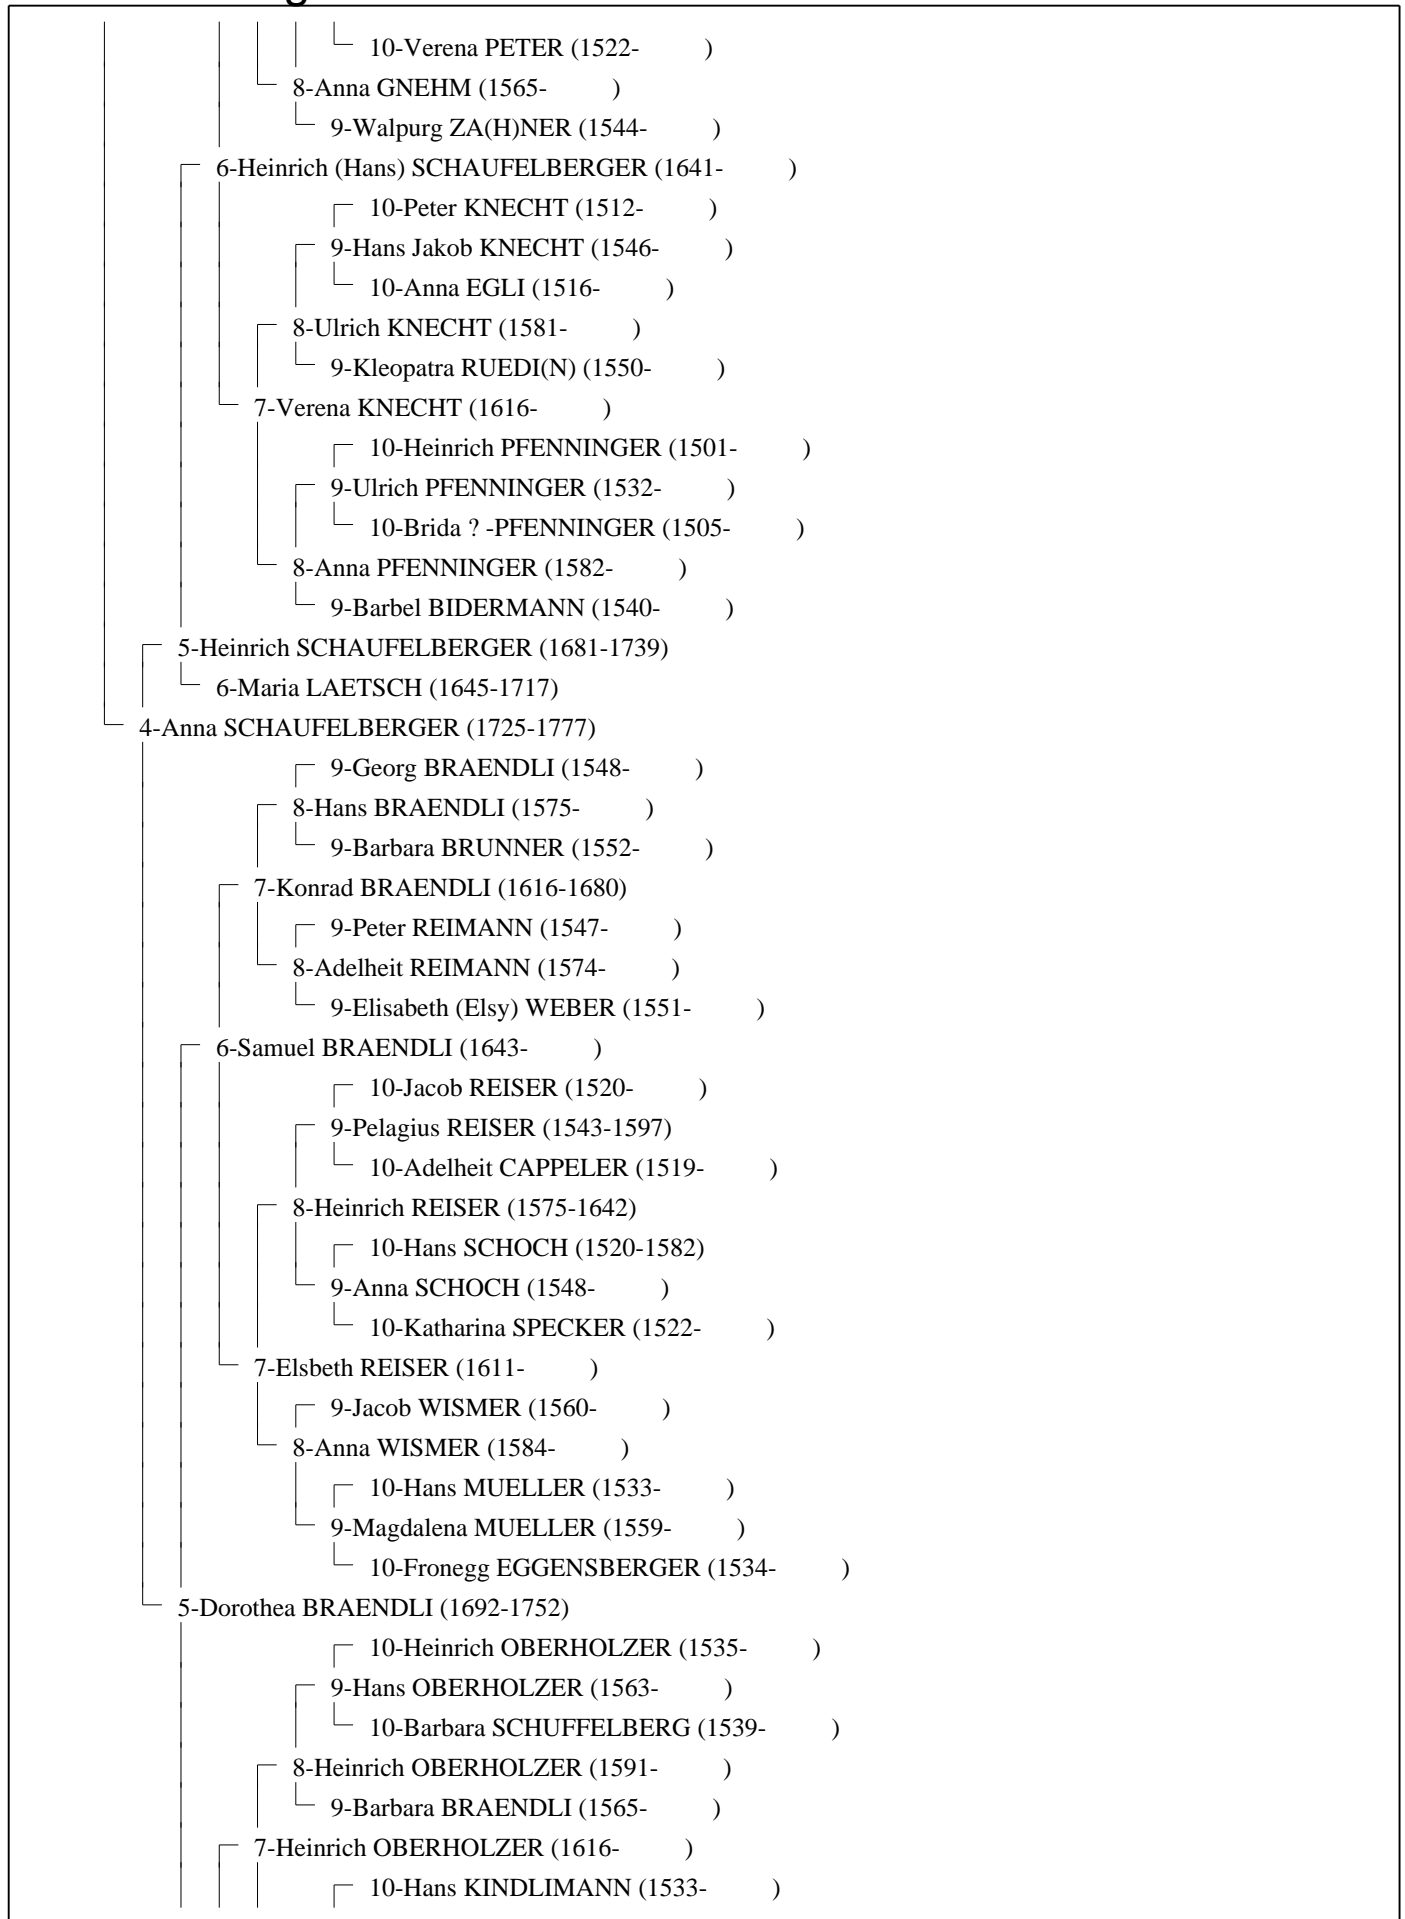 10-Verena PETER (1522- )
8-Anna GNEHM (1565- )
9-Walpurg ZA(H)NER (1544- )
6-Heinrich (Hans) SCHAUFELBERGER (1641- )
10-Peter KNECHT (1512- )
9-Hans Jakob KNECHT (1546- )
10-Anna EGLI (1516- )
8-Ulrich KNECHT (1581- )
9-Kleopatra RUEDI(N) (1550- )
7-Verena KNECHT (1616- )
10-Heinrich PFENNINGER (1501- )
9-Ulrich PFENNINGER (1532- )
10-Brida ? -PFENNINGER (1505- )
8-Anna PFENNINGER (1582- )
9-Barbel BIDERMANN (1540- )
5-Heinrich SCHAUFELBERGER (1681-1739)
6-Maria LAETSCH (1645-1717)
4-Anna SCHAUFELBERGER (1725-1777)
9-Georg BRAENDLI (1548- )
8-Hans BRAENDLI (1575- )
9-Barbara BRUNNER (1552- )
7-Konrad BRAENDLI (1616-1680)
9-Peter REIMANN (1547- )
8-Adelheit REIMANN (1574- )
9-Elisabeth (Elsy) WEBER (1551- )
6-Samuel BRAENDLI (1643- )
10-Jacob REISER (1520- )
9-Pelagius REISER (1543-1597)
10-Adelheit CAPPELER (1519- )
8-Heinrich REISER (1575-1642)
10-Hans SCHOCH (1520-1582)
9-Anna SCHOCH (1548- )
10-Katharina SPECKER (1522- )
7-Elsbeth REISER (1611- )
9-Jacob WISMER (1560- )
8-Anna WISMER (1584- )
10-Hans MUELLER (1533- )
9-Magdalena MUELLER (1559- )
10-Fronegg EGGENSBERGER (1534- )
5-Dorothea BRAENDLI (1692-1752)
10-Heinrich OBERHOLZER (1535- )
9-Hans OBERHOLZER (1563- )
10-Barbara SCHUFFELBERG (1539- )
8-Heinrich OBERHOLZER (1591- )
9-Barbara BRAENDLI (1565- )
7-Heinrich OBERHOLZER (1616- )
10-Hans KINDLIMANN (1533- )